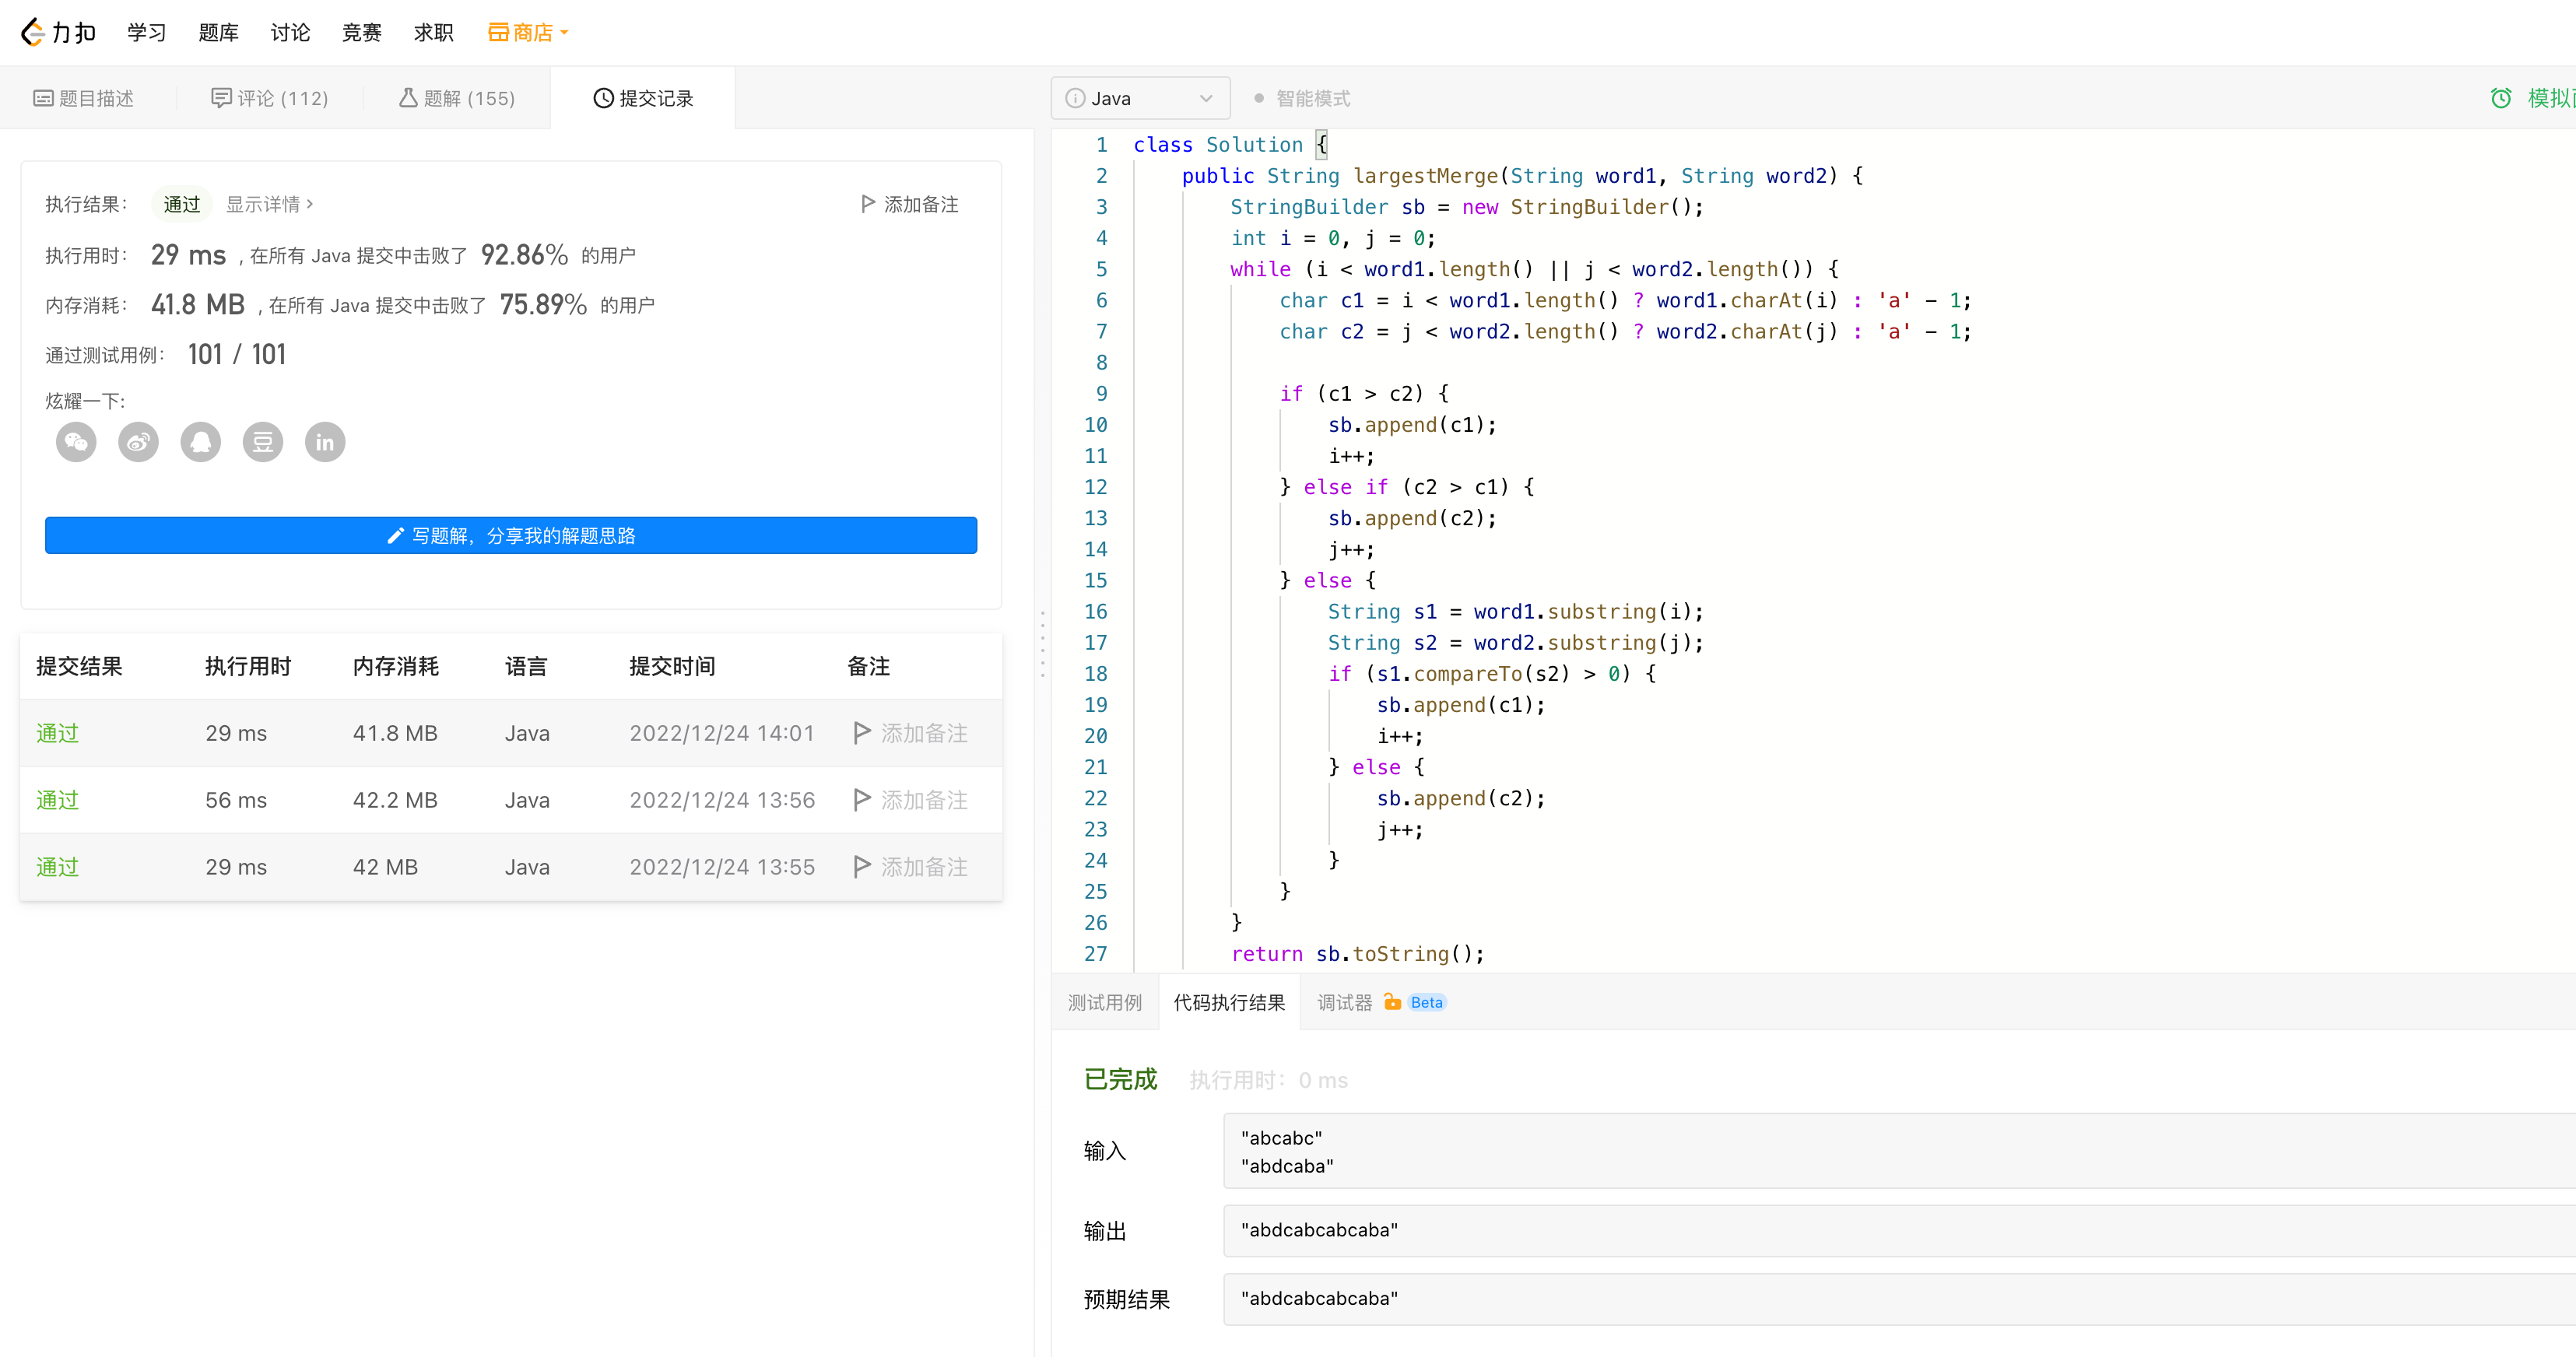 力扣 学习 题库 讨论 竞赛 求职 商店
题目描述 评论 (112) 题解 (155) 提交记录
执行结果： 通过 显示详情 › 添加备注
执行用时： 29 ms , 在所有 Java 提交中击败了 92.86% 的用户
内存消耗： 41.8 MB , 在所有 Java 提交中击败了 75.89% 的用户
通过测试用例： 101 / 101
炫耀一下:
写题解，分享我的解题思路
提交结果 执行用时 内存消耗 语言 提交时间 备注
通过 29 ms 41.8 MB Java 2022/12/24 14:01 添加备注
通过 56 ms 42.2 MB Java 2022/12/24 13:56 添加备注
通过 29 ms 42 MB Java 2022/12/24 13:55 添加备注
Java 智能模式 模拟
1 class Solution {
2 public String largestMerge(String word1, String word2) {
3 StringBuilder sb = new StringBuilder();
4 int i = 0, j = 0;
5 while (i < word1.length() || j < word2.length()) {
6 char c1 = i < word1.length() ? word1.charAt(i) : 'a' - 1;
7 char c2 = j < word2.length() ? word2.charAt(j) : 'a' - 1;
8
9 if (c1 > c2) {
10 sb.append(c1);
11 i++;
12 } else if (c2 > c1) {
13 sb.append(c2);
14 j++;
15 } else {
16 String s1 = word1.substring(i);
17 String s2 = word2.substring(j);
18 if (s1.compareTo(s2) > 0) {
19 sb.append(c1);
20 i++;
21 } else {
22 sb.append(c2);
23 j++;
24 }
25 }
26 }
27 return sb.toString();
测试用例 代码执行结果 调试器 Beta
已完成 执行用时：0 ms
输入
"abcabc"
"abdcaba"
输出
"abdcabcabcaba"
预期结果
"abdcabcabcaba"